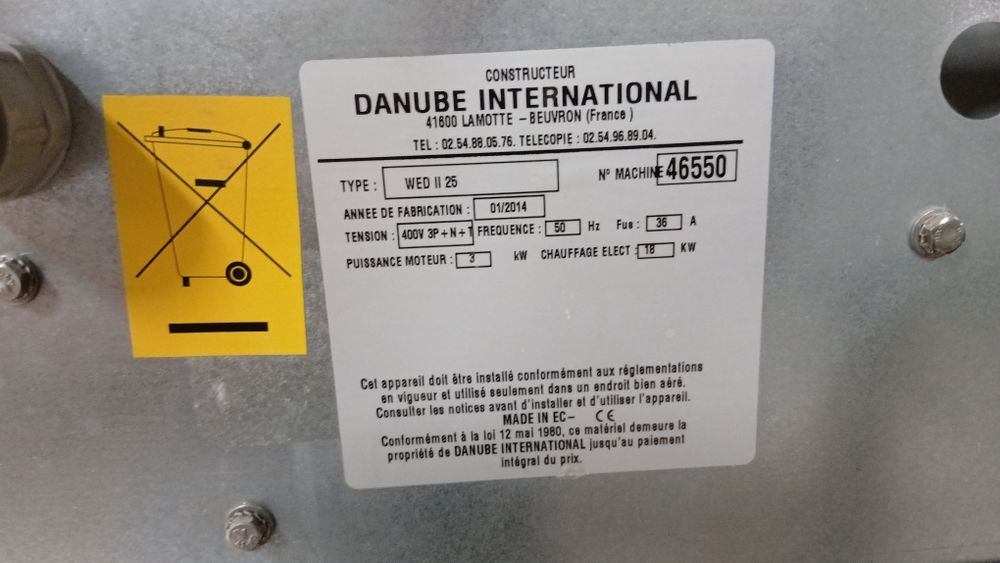 CONSTRUCTEUR
DANUBE INTERNATIONAL
41600 LAMOTTE - BEUVRON (France)
TEL : 02.54.88.05.76. TELECOPIE : 02.54.96.89.04.
TYPE : WED II 25 N° MACHINE 46550
ANNEE DE FABRICATION : 01/2014
TENSION : 400V 3P+N+T FREQUENCE : 50 Hz Fus : 36 A
PUISSANCE MOTEUR : 3 kW CHAUFFAGE ELECT : 18 KW
Cet appareil doit être installé conformément aux réglementations
en vigueur et utilisé seulement dans un endroit bien aéré.
Consulter les notices avant d'installer et d'utiliser l'appareil.
MADE IN EC- CE
Conformément à la loi 12 mai 1980, ce matériel demeure la
propriété de DANUBE INTERNATIONAL jusqu'au paiement
intégral du prix.